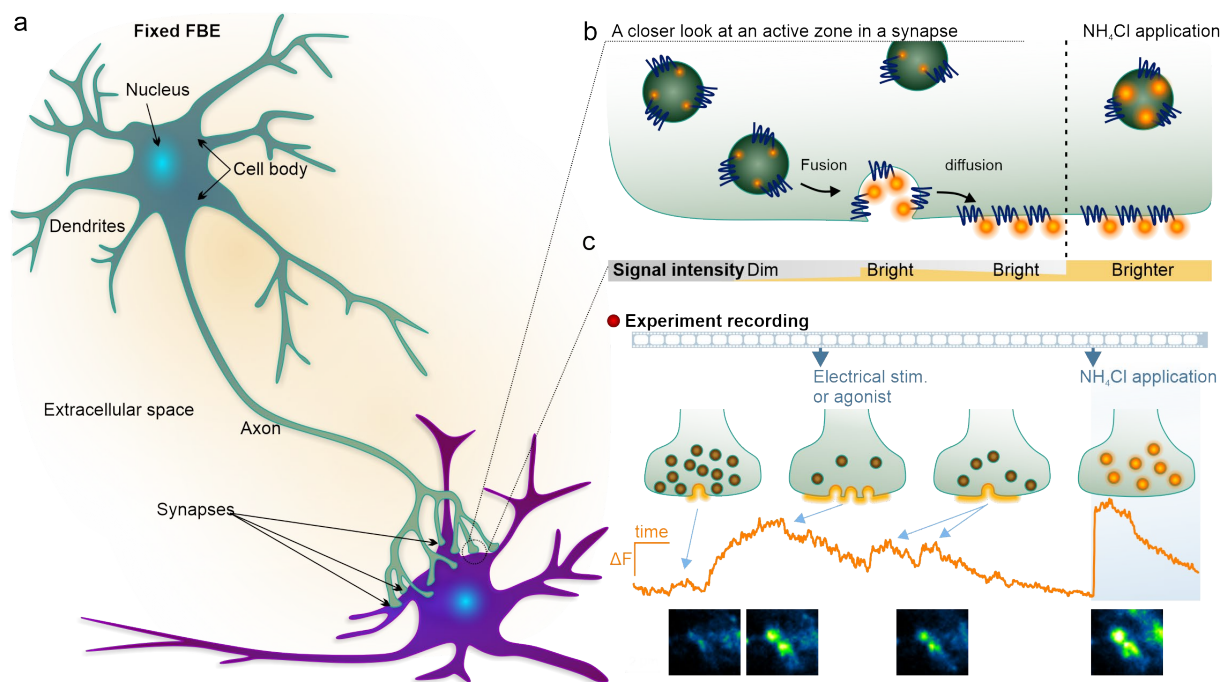 a
Fixed FBE
Nucleus
Cell body
Dendrites
Extracellular space
Axon
Synapses
b
A closer look at an active zone in a synapse
NH₄Cl application
Fusion
diffusion
c
Signal intensity Dim Bright Bright Brighter
Experiment recording
Electrical stim.
or agonist
NH₄Cl application
time
ΔF